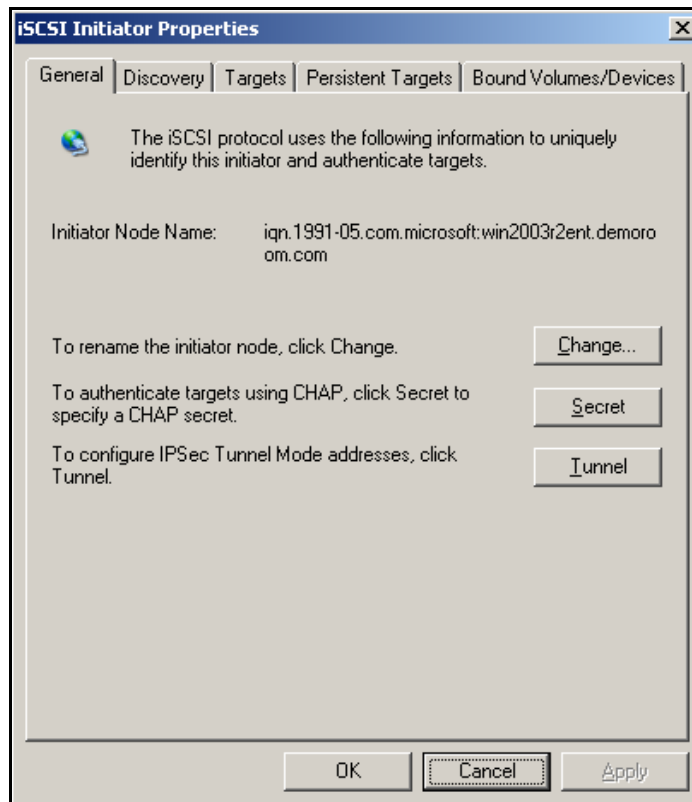 iSCSI Initiator Properties
General
Discovery
Targets
Persistent Targets
Bound Volumes/Devices
The iSCSI protocol uses the following information to uniquely
identify this initiator and authenticate targets.
Initiator Node Name:
iqn.1991-05.com.microsoft:win2003r2ent.demoro
om.com
To rename the initiator node, click Change.
Change...
To authenticate targets using CHAP, click Secret to
specify a CHAP secret.
Secret
To configure IPSec Tunnel Mode addresses, click
Tunnel.
Tunnel
OK
Cancel
Apply